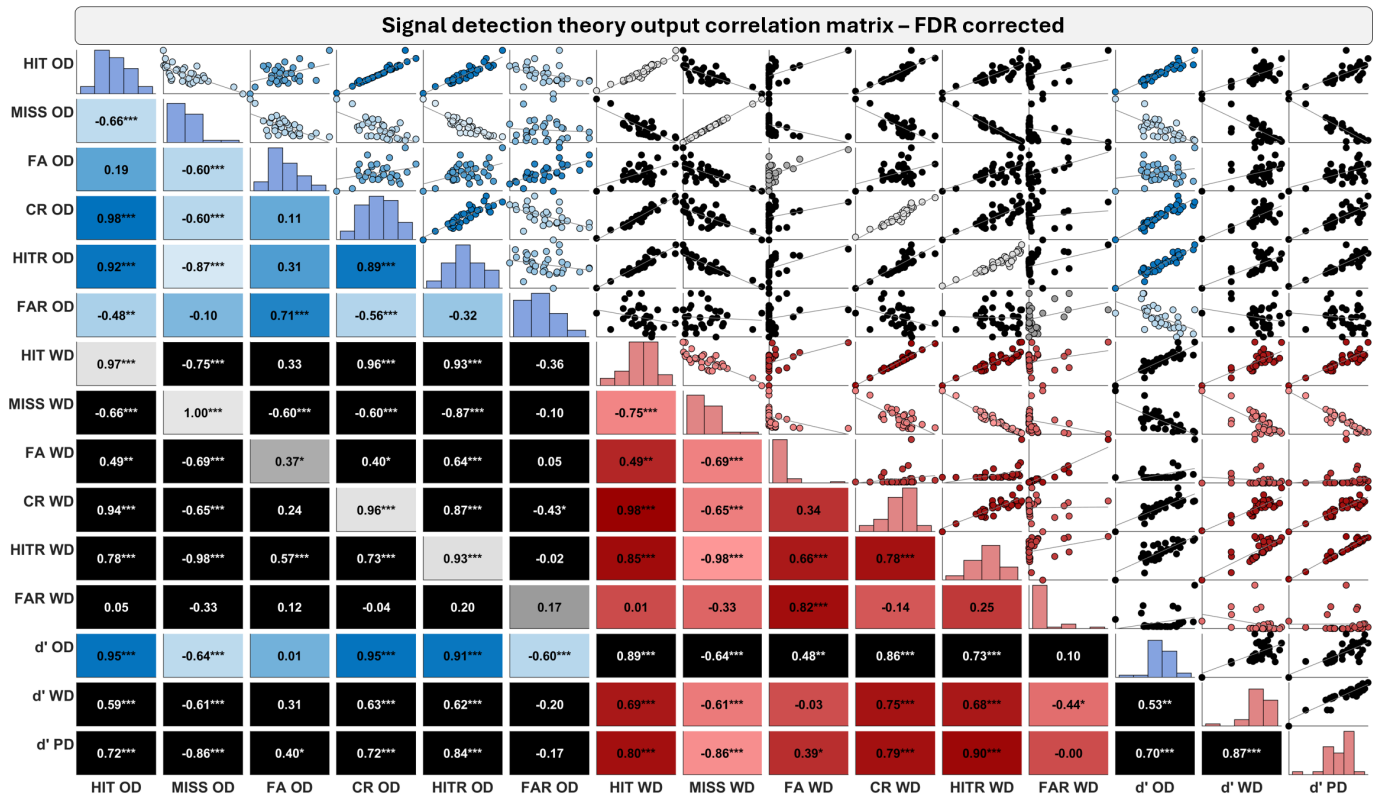 Signal detection theory output correlation matrix – FDR corrected
HIT OD
MISS OD -0.66***
FA OD 0.19 -0.60***
CR OD 0.98*** -0.60*** 0.11
HITR OD 0.92*** -0.87*** 0.31 0.89***
FAR OD -0.48** -0.10 0.71*** -0.56*** -0.32
HIT WD 0.97*** -0.75*** 0.33 0.96*** 0.93*** -0.36
MISS WD -0.66*** 1.00*** -0.60*** -0.60*** -0.87*** -0.10 -0.75***
FA WD 0.49** -0.69*** 0.37* 0.40* 0.64*** 0.05 0.49** -0.69***
CR WD 0.94*** -0.65*** 0.24 0.96*** 0.87*** -0.43* 0.98*** -0.65*** 0.34
HITR WD 0.78*** -0.98*** 0.57*** 0.73*** 0.93*** -0.02 0.85*** -0.98*** 0.66*** 0.78***
FAR WD 0.05 -0.33 0.12 -0.04 0.20 0.17 0.01 -0.33 0.82*** -0.14 0.25
d' OD 0.95*** -0.64*** 0.01 0.95*** 0.91*** -0.60*** 0.89*** -0.64*** 0.48** 0.86*** 0.73*** 0.10
d' WD 0.59*** -0.61*** 0.31 0.63*** 0.62*** -0.20 0.69*** -0.61*** -0.03 0.75*** 0.68*** -0.44* 0.53**
d' PD 0.72*** -0.86*** 0.40* 0.72*** 0.84*** -0.17 0.80*** -0.86*** 0.39* 0.79*** 0.90*** -0.00 0.70*** 0.87***
HIT OD MISS OD FA OD CR OD HITR OD FAR OD HIT WD MISS WD FA WD CR WD HITR WD FAR WD d' OD d' WD d' PD